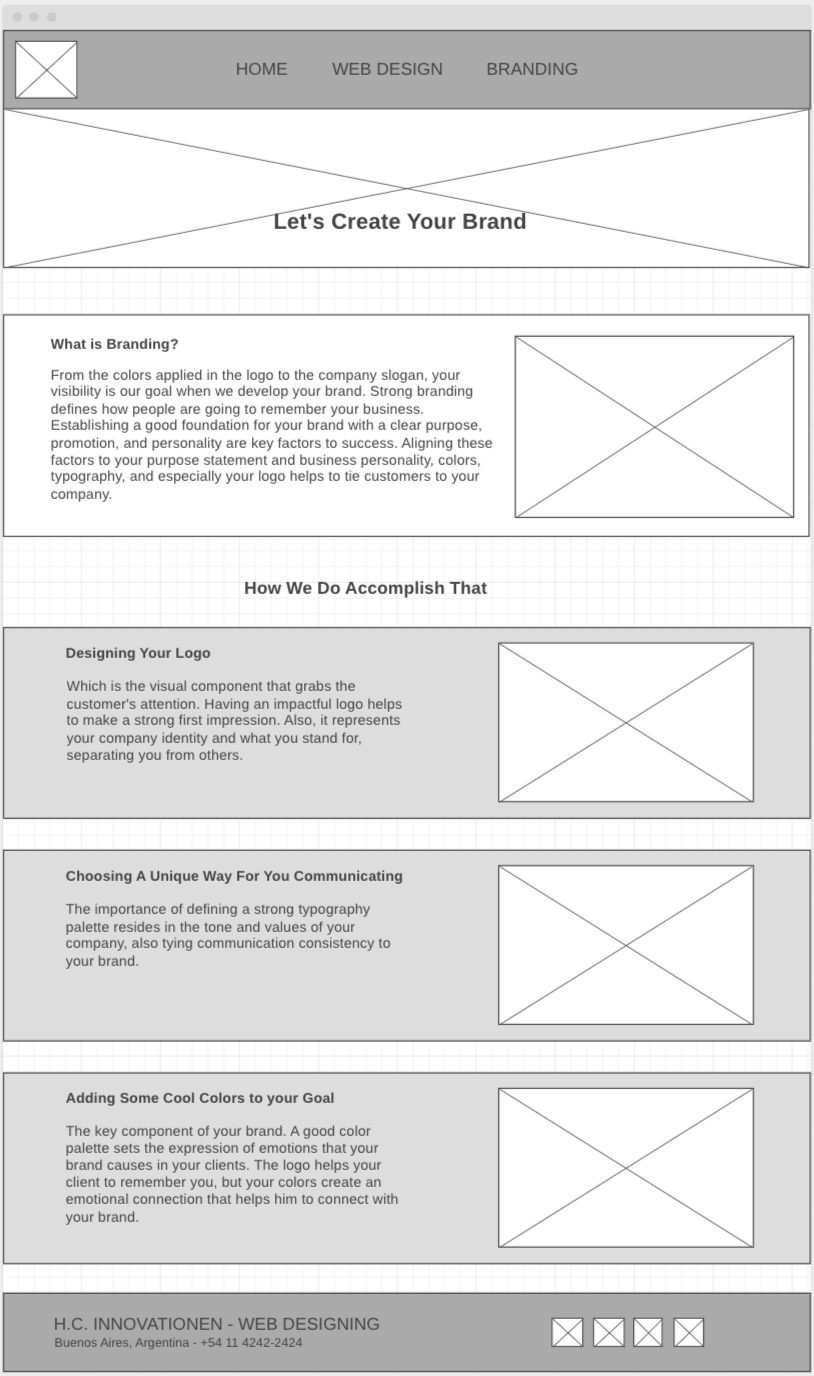 HOME WEB DESIGN BRANDING
Let's Create Your Brand
What is Branding?
From the colors applied in the logo to the company slogan, your
visibility is our goal when we develop your brand. Strong branding
defines how people are going to remember your business.
Establishing a good foundation for your brand with a clear purpose,
promotion, and personality are key factors to success. Aligning these
factors to your purpose statement and business personality, colors,
typography, and especially your logo helps to tie customers to your
company.
How We Do Accomplish That
Designing Your Logo
Which is the visual component that grabs the
customer's attention. Having an impactful logo helps
to make a strong first impression. Also, it represents
your company identity and what you stand for,
separating you from others.
Choosing A Unique Way For You Communicating
The importance of defining a strong typography
palette resides in the tone and values of your
company, also tying communication consistency to
your brand.
Adding Some Cool Colors to your Goal
The key component of your brand. A good color
palette sets the expression of emotions that your
brand causes in your clients. The logo helps your
client to remember you, but your colors create an
emotional connection that helps him to connect with
your brand.
H.C. INNOVATIONEN - WEB DESIGNING
Buenos Aires, Argentina - +54 11 4242-2424